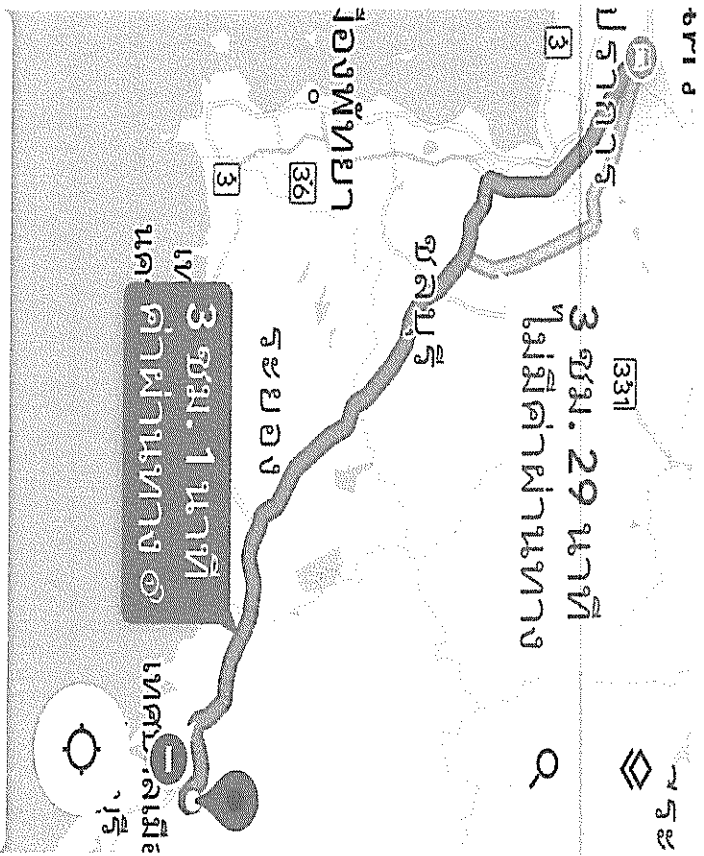 ปราการ
3
เมืองพัทยา
36
3
ชลบุรี
331
3 ชม. 29 นาที
ไม่มีค่าผ่านทาง
ระยอง
3 ชม. 1 นาที
ค่าผ่านทาง